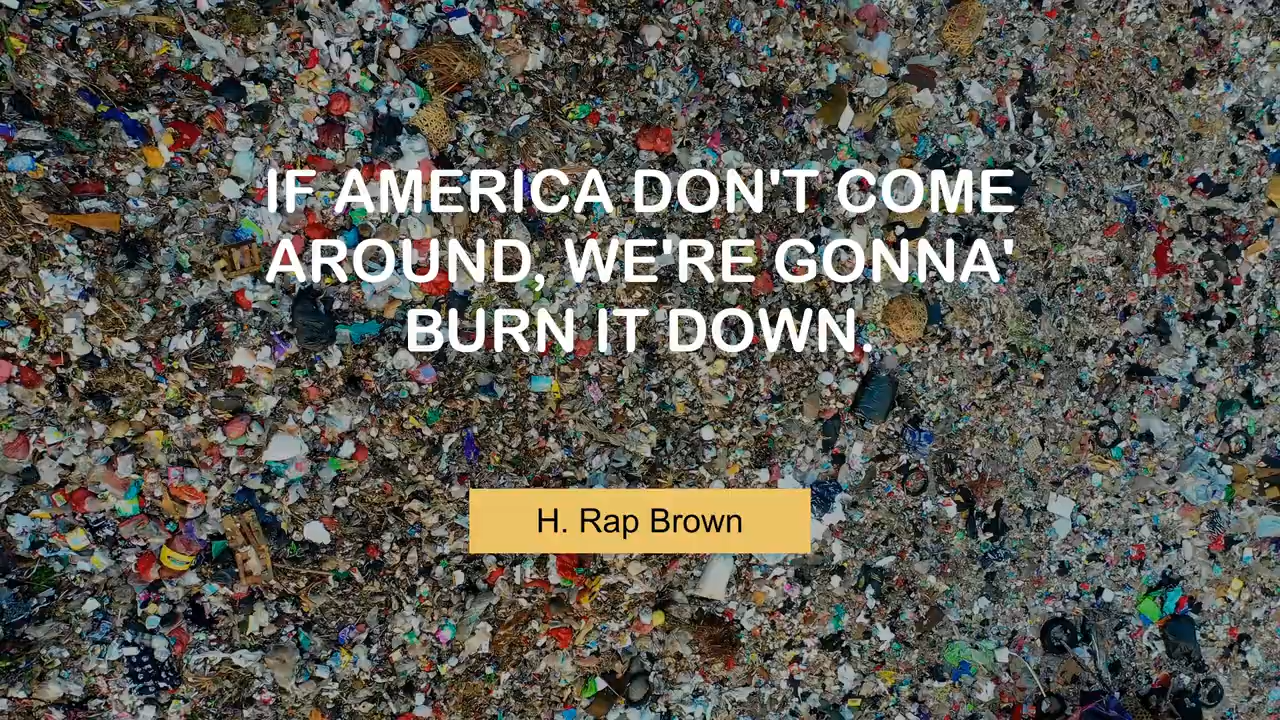 IF AMERICA DON'T COME
AROUND, WE'RE GONNA'
BURN IT DOWN.
H. Rap Brown